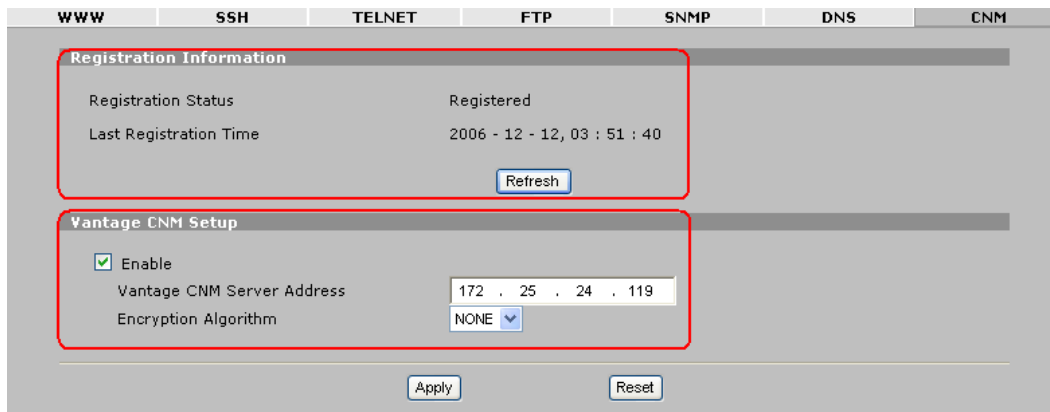 WWW SSH TELNET FTP SNMP DNS CNM
Registration Information
Registration Status Registered
Last Registration Time 2006 - 12 - 12, 03 : 51 : 40
Refresh
Vantage CNM Setup
Enable
Vantage CNM Server Address 172 . 25 . 24 . 119
Encryption Algorithm NONE
Apply Reset